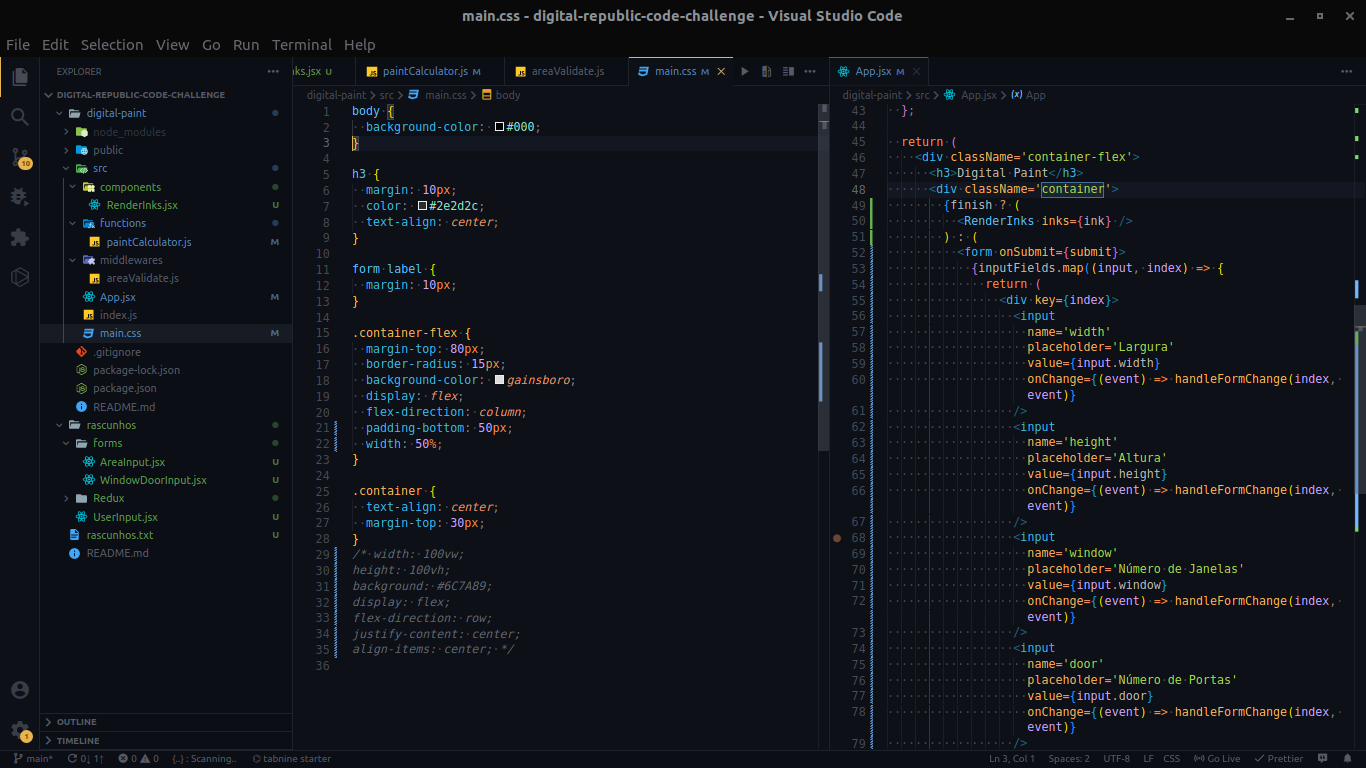 main.css - digital-republic-code-challenge - Visual Studio Code
File Edit Selection View Go Run Terminal Help
EXPLORER
DIGITAL-REPUBLIC-CODE-CHALLENGE
digital-paint
node_modules
public
src
components
RenderInks.jsx U
functions
paintCalculator.js M
middlewares
areaValidate.js
App.jsx M
index.js
main.css M
.gitignore
package-lock.json
package.json
README.md
rascunhos
forms
AreaInput.jsx U
WindowDoorInput.jsx U
Redux
UserInput.jsx U
rascunhos.txt U
README.md
OUTLINE
TIMELINE
10
1
nks.jsx U
paintCalculator.js M
areaValidate.js
main.css M
digital-paint > src > main.css > body
1 body {
2 background-color: #000;
3 }
4
5 h3 {
6 margin: 10px;
7 color: #2e2d2c;
8 text-align: center;
9 }
10
11 form label {
12 margin: 10px;
13 }
14
15 .container-flex {
16 margin-top: 80px;
17 border-radius: 15px;
18 background-color: gainsboro;
19 display: flex;
20 flex-direction: column;
21 padding-bottom: 50px;
22 width: 50%;
23 }
24
25 .container {
26 text-align: center;
27 margin-top: 30px;
28 }
29 /* width: 100vw;
30 height: 100vh;
31 background: #6C7A89;
32 display: flex;
33 flex-direction: row;
34 justify-content: center;
35 align-items: center; */
36
App.jsx M
digital-paint > src > App.jsx > App
43 };
44
45 return (
46 <div className='container-flex'>
47 <h3>Digital Paint</h3>
48 <div className='container'>
49 {finish ? (
50 <RenderInks inks={ink} />
51 ) : (
52 <form onSubmit={submit}>
53 {inputFields.map((input, index) => {
54 return (
55 <div key={index}>
56 <input
57 name='width'
58 placeholder='Largura'
59 value={input.width}
60 onChange={(event) => handleFormChange(index,
event)}
61 />
62 <input
63 name='height'
64 placeholder='Altura'
65 value={input.height}
66 onChange={(event) => handleFormChange(index,
event)}
67 />
68 <input
69 name='window'
70 placeholder='Número de Janelas'
71 value={input.window}
72 onChange={(event) => handleFormChange(index,
event)}
73 />
74 <input
75 name='door'
76 placeholder='Número de Portas'
77 value={input.door}
78 onChange={(event) => handleFormChange(index,
event)}
79 />
main* 0↓ 1↑ 0 0 {..} : Scanning.. tabnine starter Ln 3, Col 1 Spaces: 2 UTF-8 LF CSS Go Live Prettier